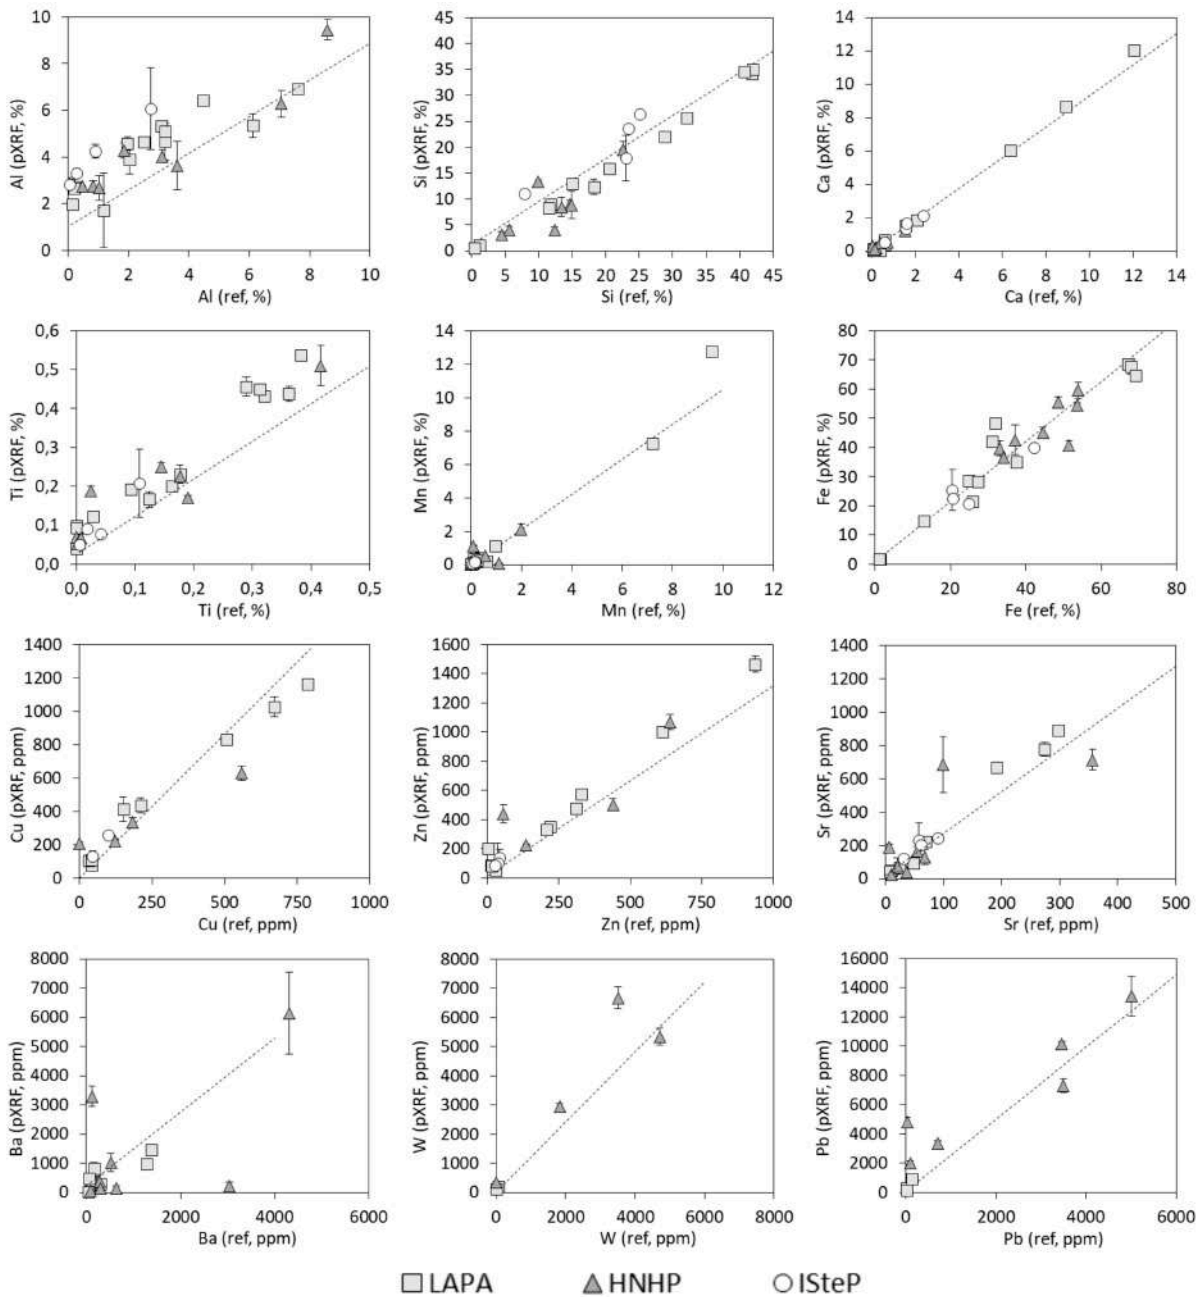 10
8
6
4
2
0
Al (pXRF, %)
0 2 4 6 8 10
Al (ref, %)
45
40
35
30
25
20
15
10
5
0
Si (pXRF, %)
0 5 10 15 20 25 30 35 40 45
Si (ref, %)
14
12
10
8
6
4
2
0
Ca (pXRF, %)
0 2 4 6 8 10 12 14
Ca (ref, %)
0,6
0,5
0,4
0,3
0,2
0,1
0,0
Ti (pXRF, %)
0,0 0,1 0,2 0,3 0,4 0,5
Ti (ref, %)
14
12
10
8
6
4
2
0
Mn (pXRF, %)
0 2 4 6 8 10 12
Mn (ref, %)
80
70
60
50
40
30
20
10
0
Fe (pXRF, %)
0 20 40 60 80
Fe (ref, %)
1400
1200
1000
800
600
400
200
0
Cu (pXRF, ppm)
0 250 500 750 1000
Cu (ref, ppm)
1600
1400
1200
1000
800
600
400
200
0
Zn (pXRF, ppm)
0 250 500 750 1000
Zn (ref, ppm)
1400
1200
1000
800
600
400
200
0
Sr (pXRF, ppm)
0 100 200 300 400 500
Sr (ref, ppm)
8000
7000
6000
5000
4000
3000
2000
1000
0
Ba (pXRF, ppm)
0 2000 4000 6000
Ba (ref, ppm)
8000
7000
6000
5000
4000
3000
2000
1000
0
W (pXRF, ppm)
0 2000 4000 6000 8000
W (ref, ppm)
16000
14000
12000
10000
8000
6000
4000
2000
0
Pb (pXRF, ppm)
0 2000 4000 6000
Pb (ref, ppm)
LAPA HNHP ISteP